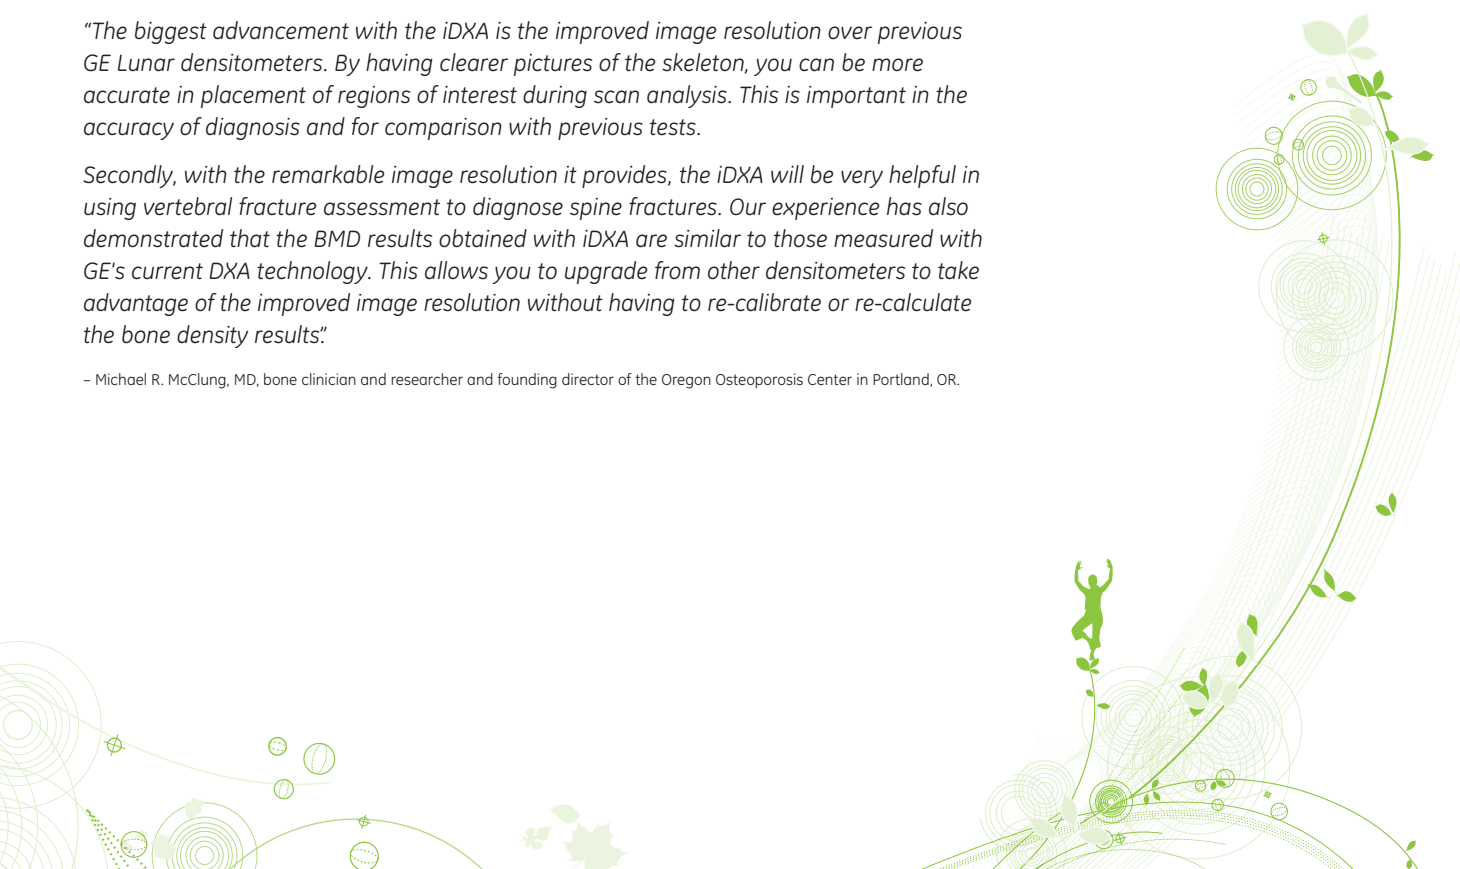 “The biggest advancement with the iDXA is the improved image resolution over previous
GE Lunar densitometers. By having clearer pictures of the skeleton, you can be more
accurate in placement of regions of interest during scan analysis. This is important in the
accuracy of diagnosis and for comparison with previous tests.
Secondly, with the remarkable image resolution it provides, the iDXA will be very helpful in
using vertebral fracture assessment to diagnose spine fractures. Our experience has also
demonstrated that the BMD results obtained with iDXA are similar to those measured with
GE's current DXA technology. This allows you to upgrade from other densitometers to take
advantage of the improved image resolution without having to re-calibrate or re-calculate
the bone density results”.
– Michael R. McClung, MD, bone clinician and researcher and founding director of the Oregon Osteoporosis Center in Portland, OR.